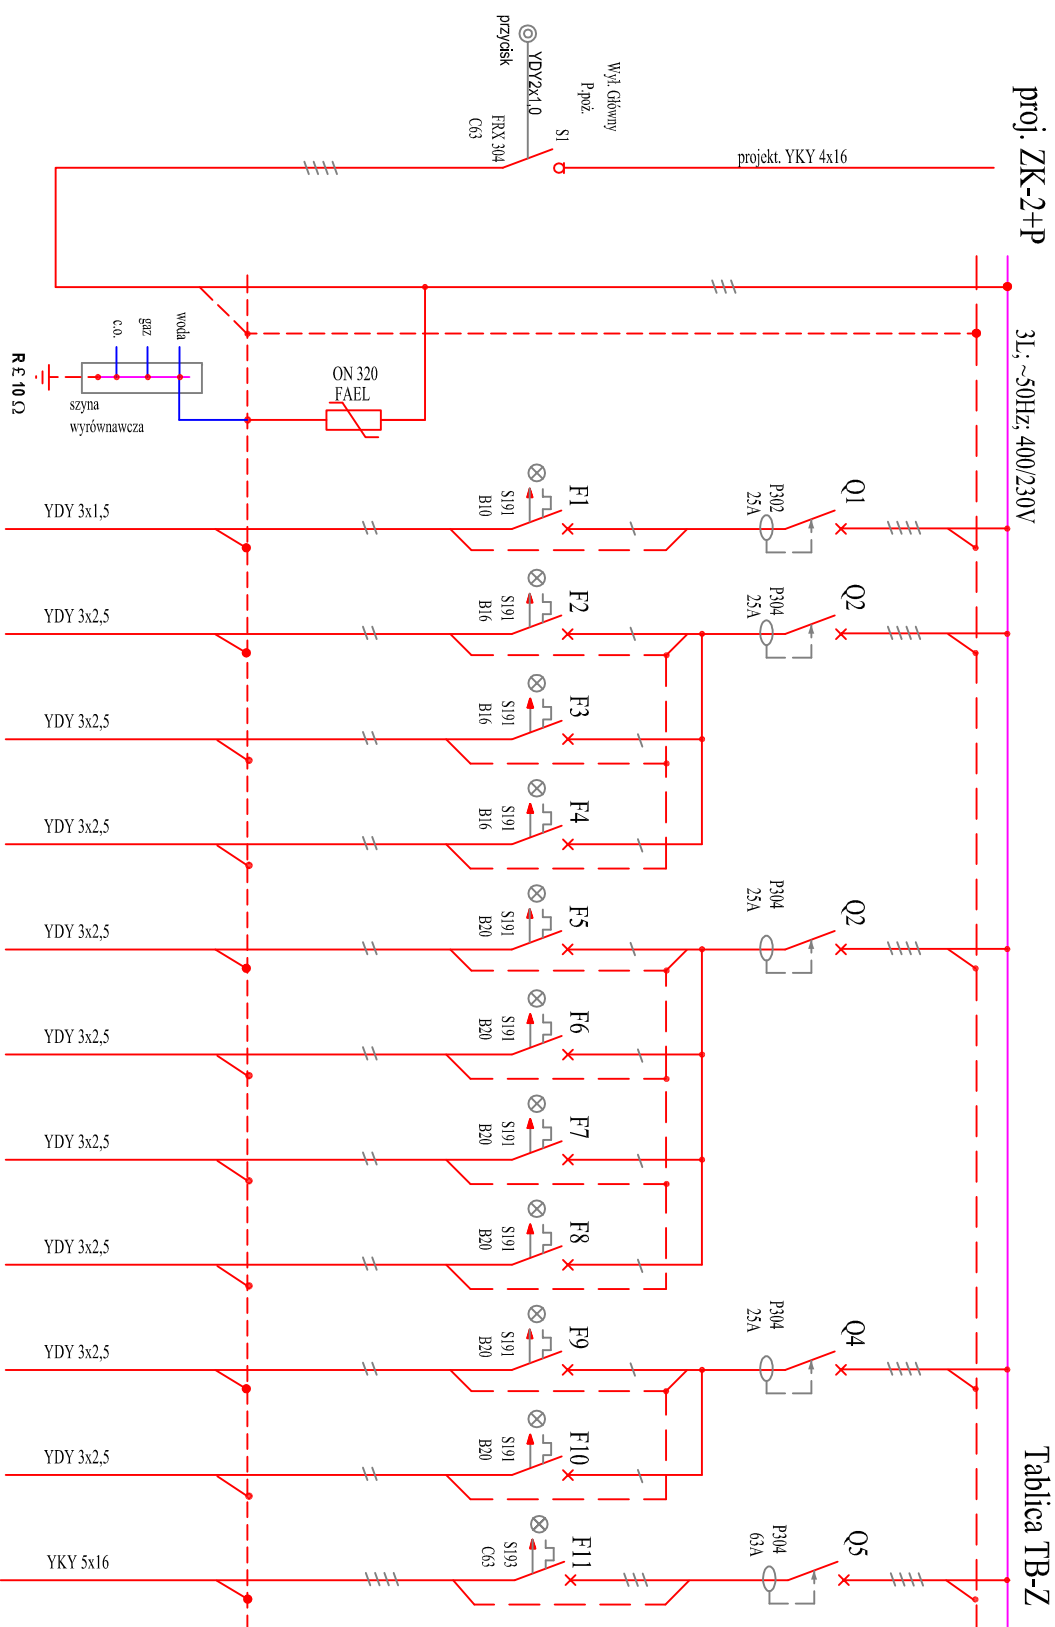 proj. ZK-2+P
3L; ~50Hz; 400/230V
Tablica TB-Z
projekt. YKY 4x16
Wył. Główny
P.poż.
S1
YDY2x1,0
przycisk
FRX 304
C63
ON 320
FAEL
woda
gaz
c.o.
szyna
wyrównawcza
R £ 10 Ω
Q1
P302
25A
F1
S191
B10
YDY 3x1,5
Q2
P304
25A
F2
S191
B16
YDY 3x2,5
F3
S191
B16
YDY 3x2,5
F4
S191
B16
YDY 3x2,5
Q2
P304
25A
F5
S191
B20
YDY 3x2,5
F6
S191
B20
YDY 3x2,5
F7
S191
B20
YDY 3x2,5
F8
S191
B20
YDY 3x2,5
Q4
P304
25A
F9
S191
B20
YDY 3x2,5
F10
S191
B20
YDY 3x2,5
Q5
P304
63A
F11
S193
C63
YKY 5x16